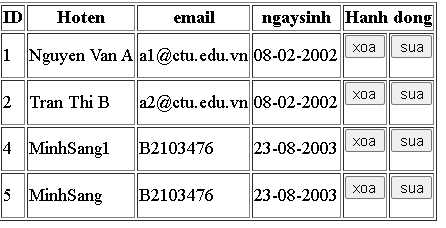 ID Hoten email ngaysinh Hanh dong
1 Nguyen Van A a1@ctu.edu.vn 08-02-2002 xoa sua
2 Tran Thi B a2@ctu.edu.vn 08-02-2002 xoa sua
4 MinhSang1 B2103476 23-08-2003 xoa sua
5 MinhSang B2103476 23-08-2003 xoa sua